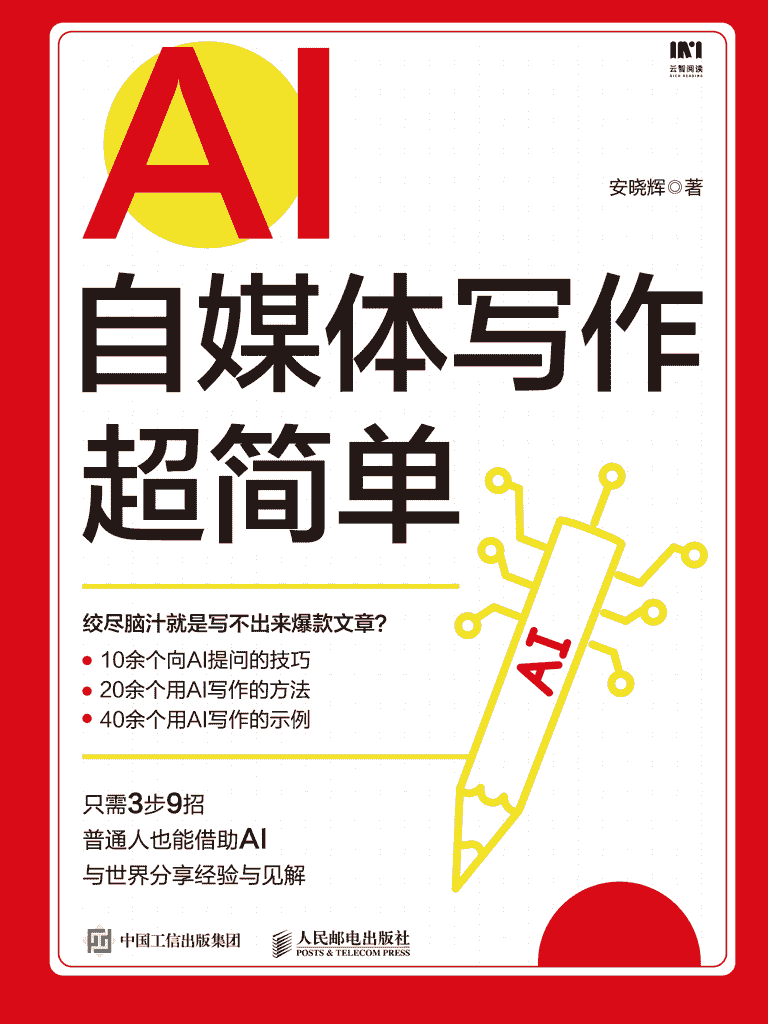 AI
云智阅读
RICH READING
安晓辉◎著
自媒体写作
超简单
AI
绞尽脑汁就是写不出来爆款文章?
● 10余个向AI提问的技巧
● 20余个用AI写作的方法
● 40余个用AI写作的示例
只需3步9招
普通人也能借助AI
与世界分享经验与见解
中国工信出版集团
人民邮电出版社
POSTS & TELECOM PRESS